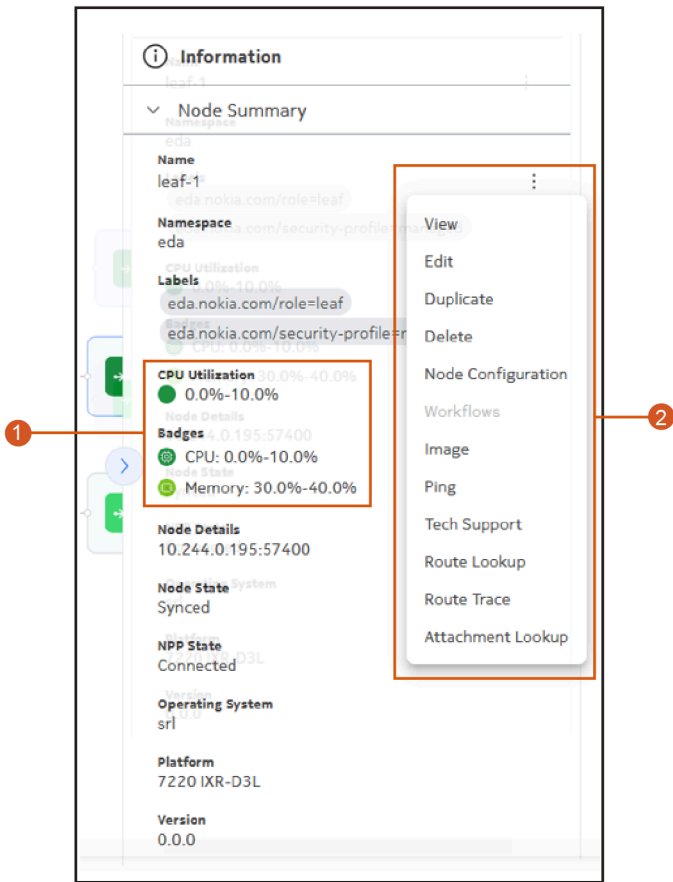 Information
Node Summary
Name
leaf-1
Namespace
eda
Labels
eda.nokia.com/role=leaf
eda.nokia.com/security-profile=
CPU Utilization
0.0%-10.0%
Badges
CPU: 0.0%-10.0%
Memory: 30.0%-40.0%
Node Details
10.244.0.195:57400
Node State
Synced
NPP State
Connected
Operating System
srl
Platform
7220 IXR-D3L
Version
0.0.0
1
View
Edit
Duplicate
Delete
Node Configuration
Workflows
Image
Ping
Tech Support
Route Lookup
Route Trace
Attachment Lookup
2